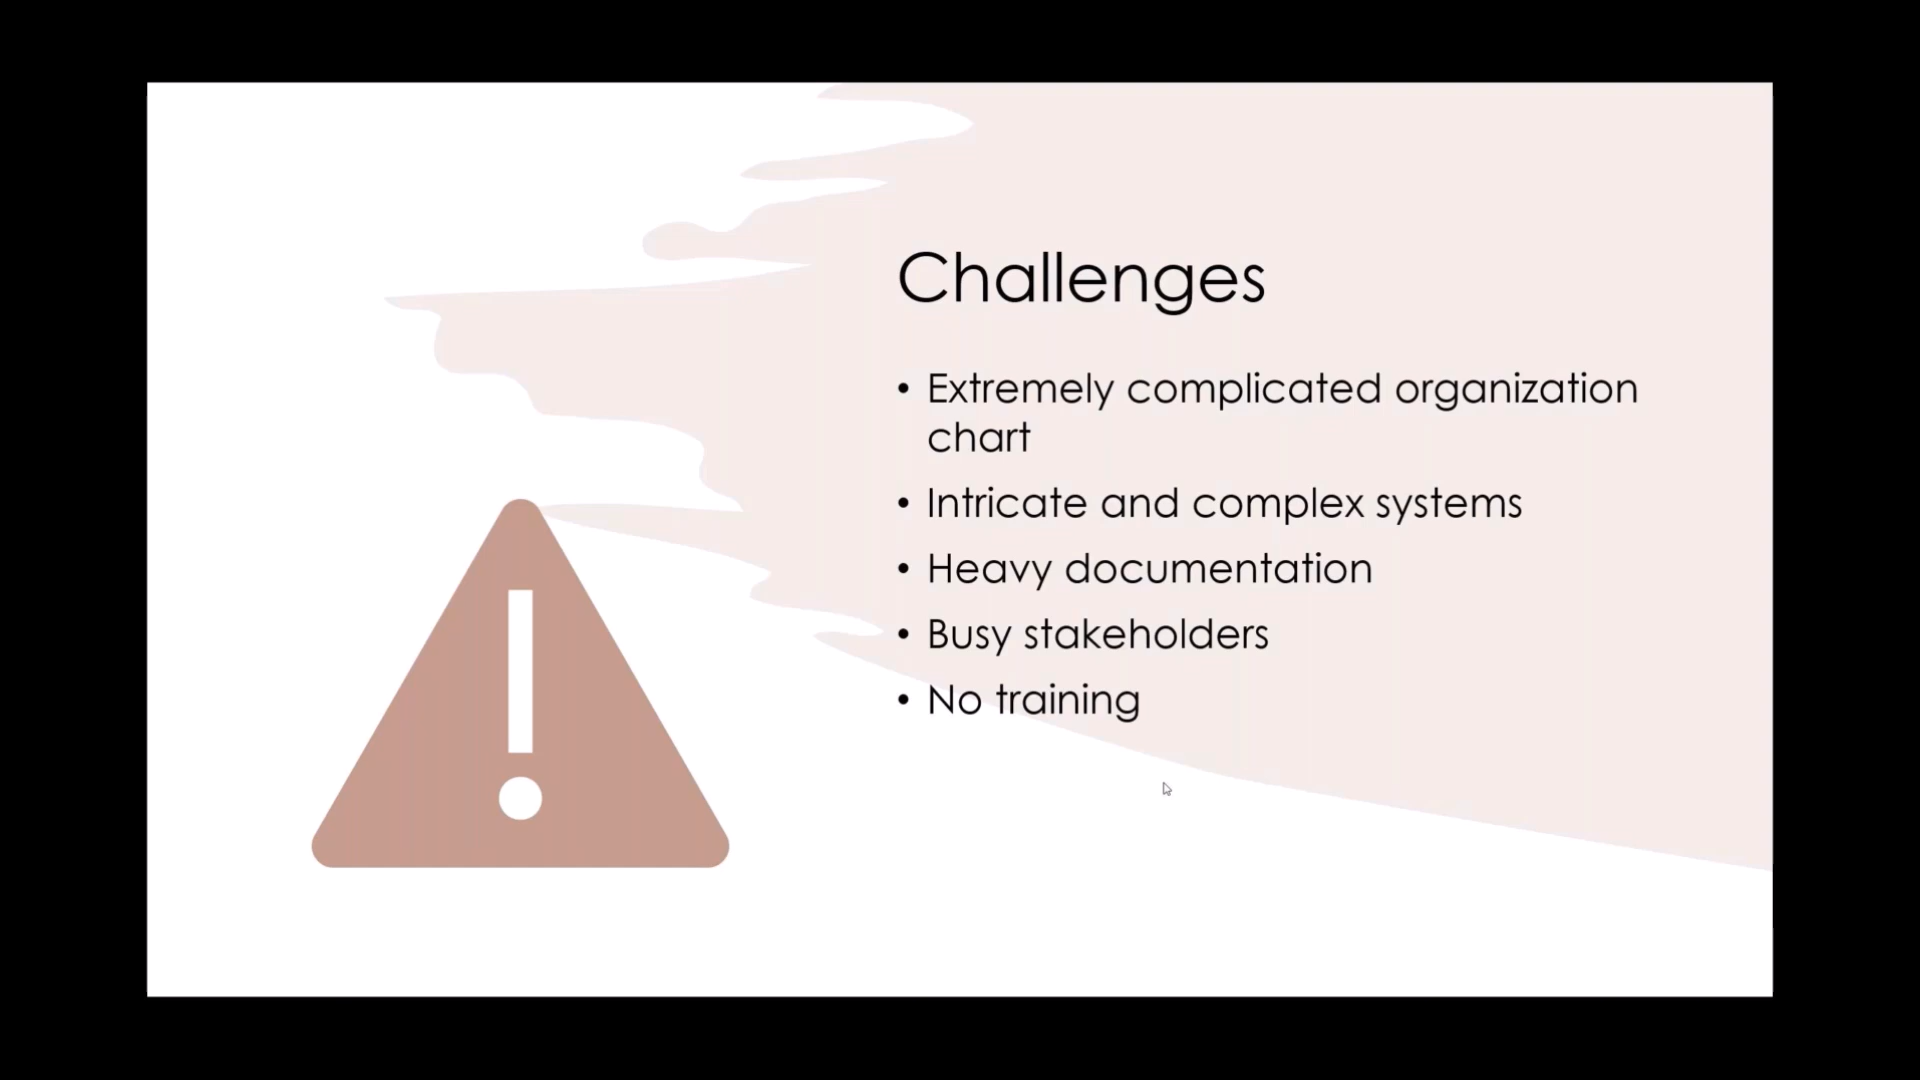 Challenges
• Extremely complicated organization
chart
• Intricate and complex systems
• Heavy documentation
• Busy stakeholders
• No training